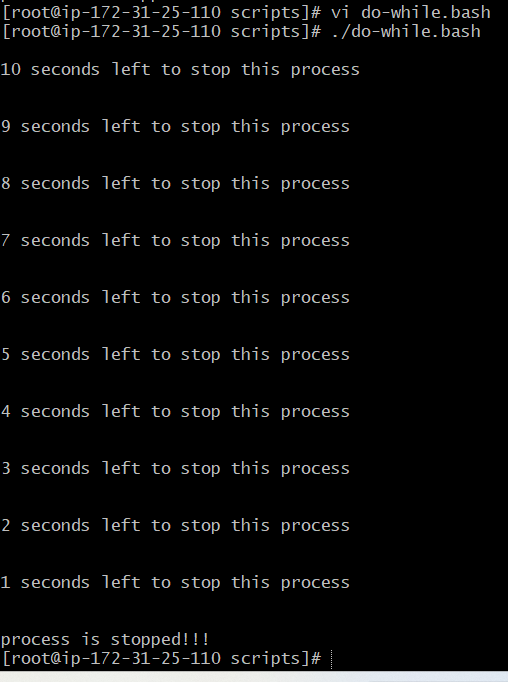 [root@ip-172-31-25-110 scripts]# vi do-while.bash
[root@ip-172-31-25-110 scripts]# ./do-while.bash
10 seconds left to stop this process
9 seconds left to stop this process
8 seconds left to stop this process
7 seconds left to stop this process
6 seconds left to stop this process
5 seconds left to stop this process
4 seconds left to stop this process
3 seconds left to stop this process
2 seconds left to stop this process
1 seconds left to stop this process
process is stopped!!!
[root@ip-172-31-25-110 scripts]#